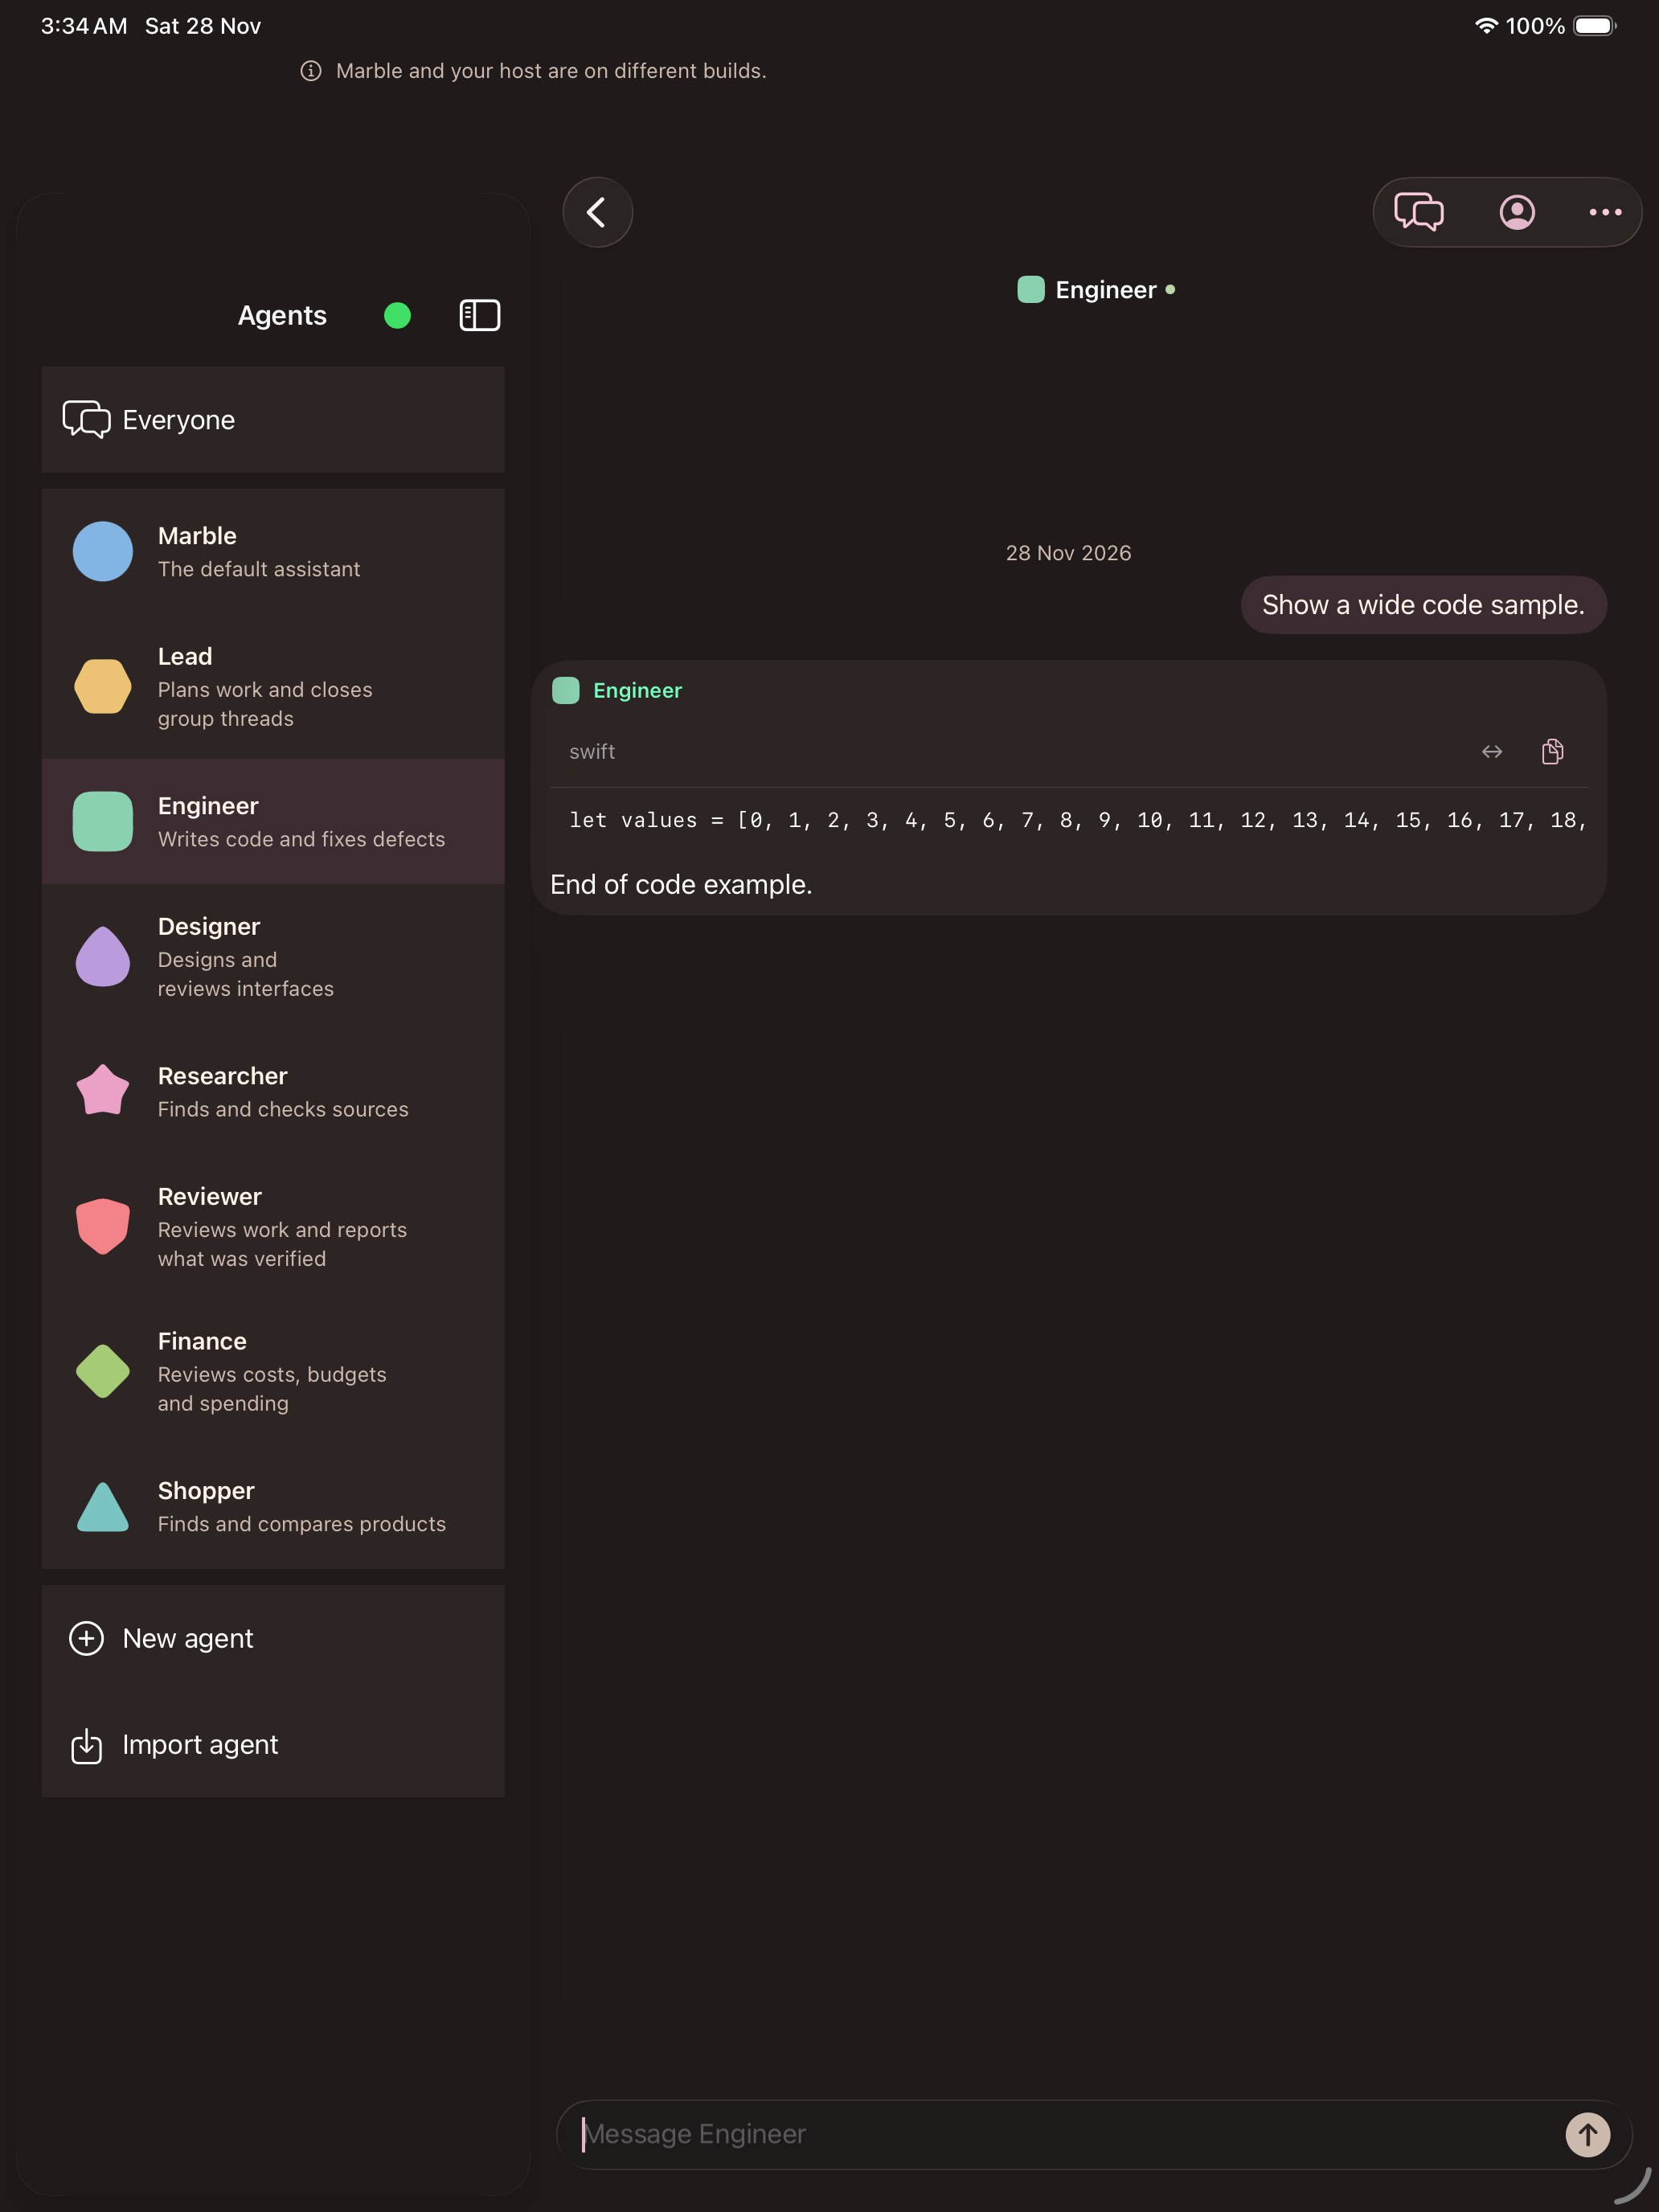 3:34 AM Sat 28 Nov
100%
Marble and your host are on different builds.
Agents
Everyone
Marble
The default assistant
Lead
Plans work and closes
group threads
Engineer
Writes code and fixes defects
Designer
Designs and
reviews interfaces
Researcher
Finds and checks sources
Reviewer
Reviews work and reports
what was verified
Finance
Reviews costs, budgets
and spending
Shopper
Finds and compares products
New agent
Import agent
Engineer
28 Nov 2026
Show a wide code sample.
Engineer
swift
let values = [0, 1, 2, 3, 4, 5, 6, 7, 8, 9, 10, 11, 12, 13, 14, 15, 16, 17, 18,
End of code example.
Message Engineer